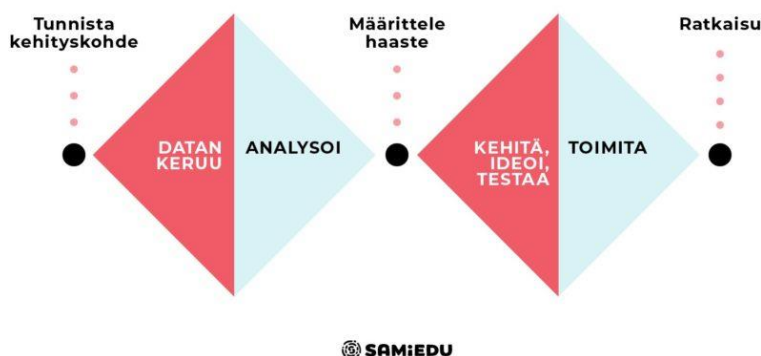 Tunnista
kehityskohde
Määrittele
haaste
Ratkaisu
DATAN
KERUU
ANALYSOI
KEHITÄ,
IDEOI,
TESTAA
TOIMITA
SAMiEDU